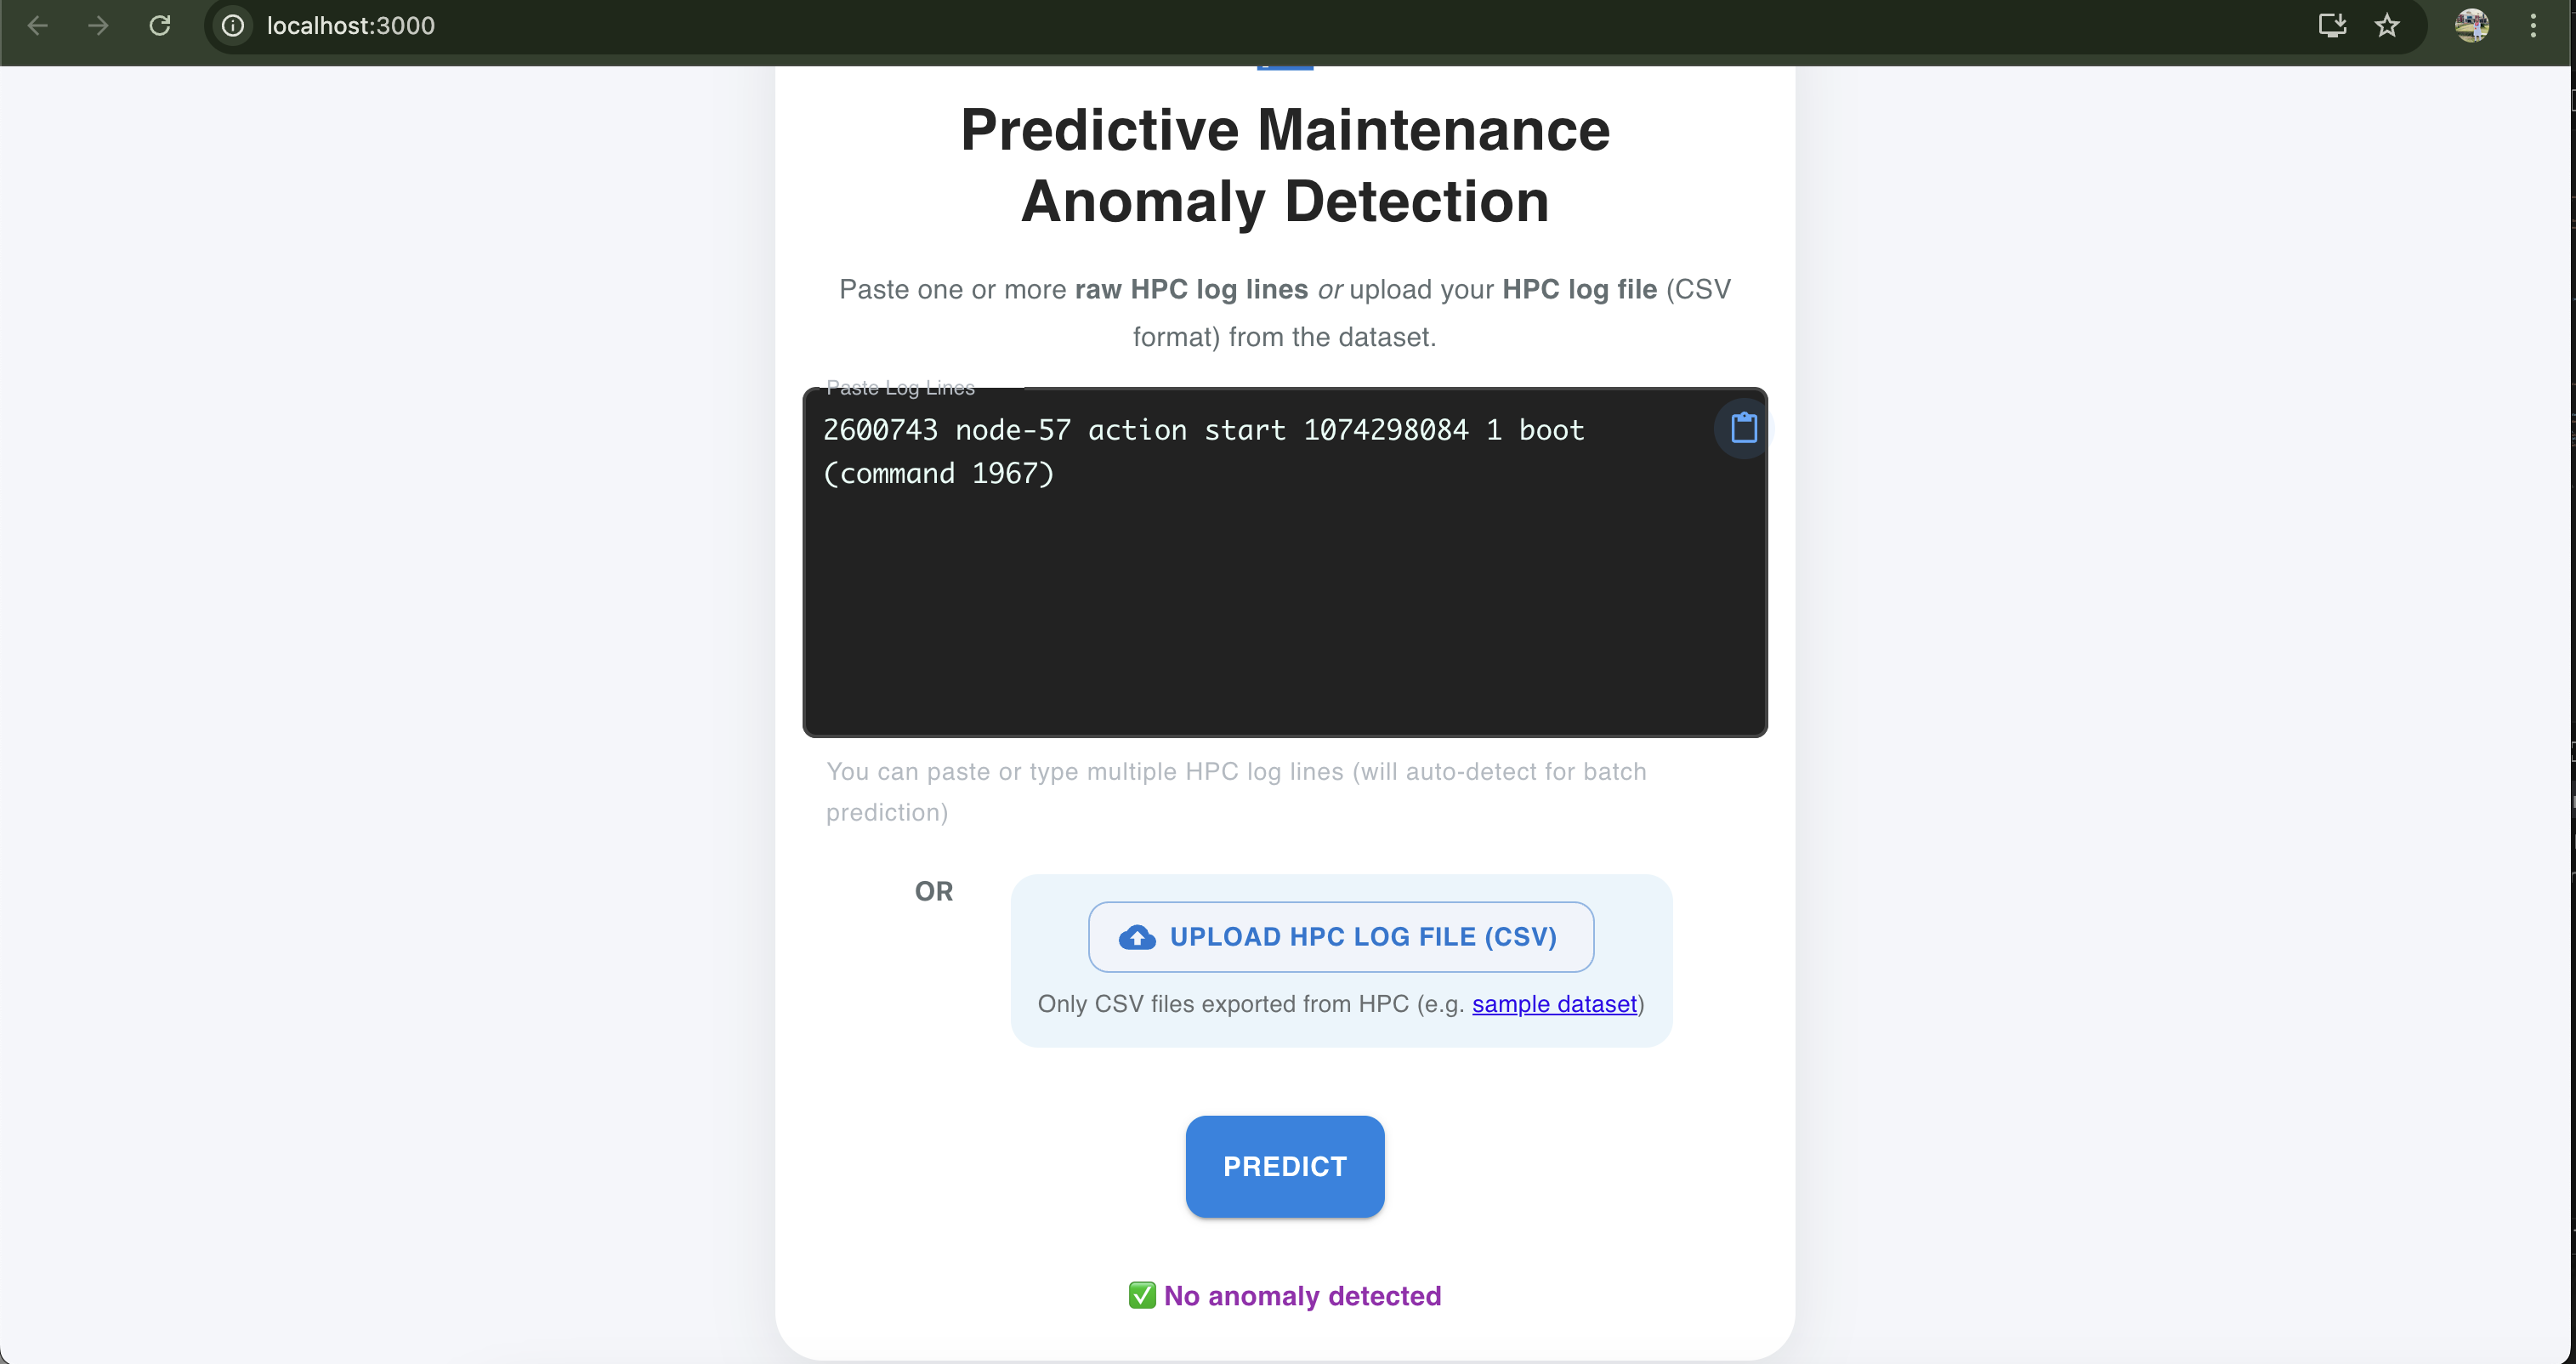 localhost:3000
Predictive Maintenance
Anomaly Detection
Paste one or more raw HPC log lines or upload your HPC log file (CSV
format) from the dataset.
Paste Log Lines
2600743 node-57 action start 1074298084 1 boot
(command 1967)
You can paste or type multiple HPC log lines (will auto-detect for batch
prediction)
OR
UPLOAD HPC LOG FILE (CSV)
Only CSV files exported from HPC (e.g. sample dataset)
PREDICT
✅ No anomaly detected